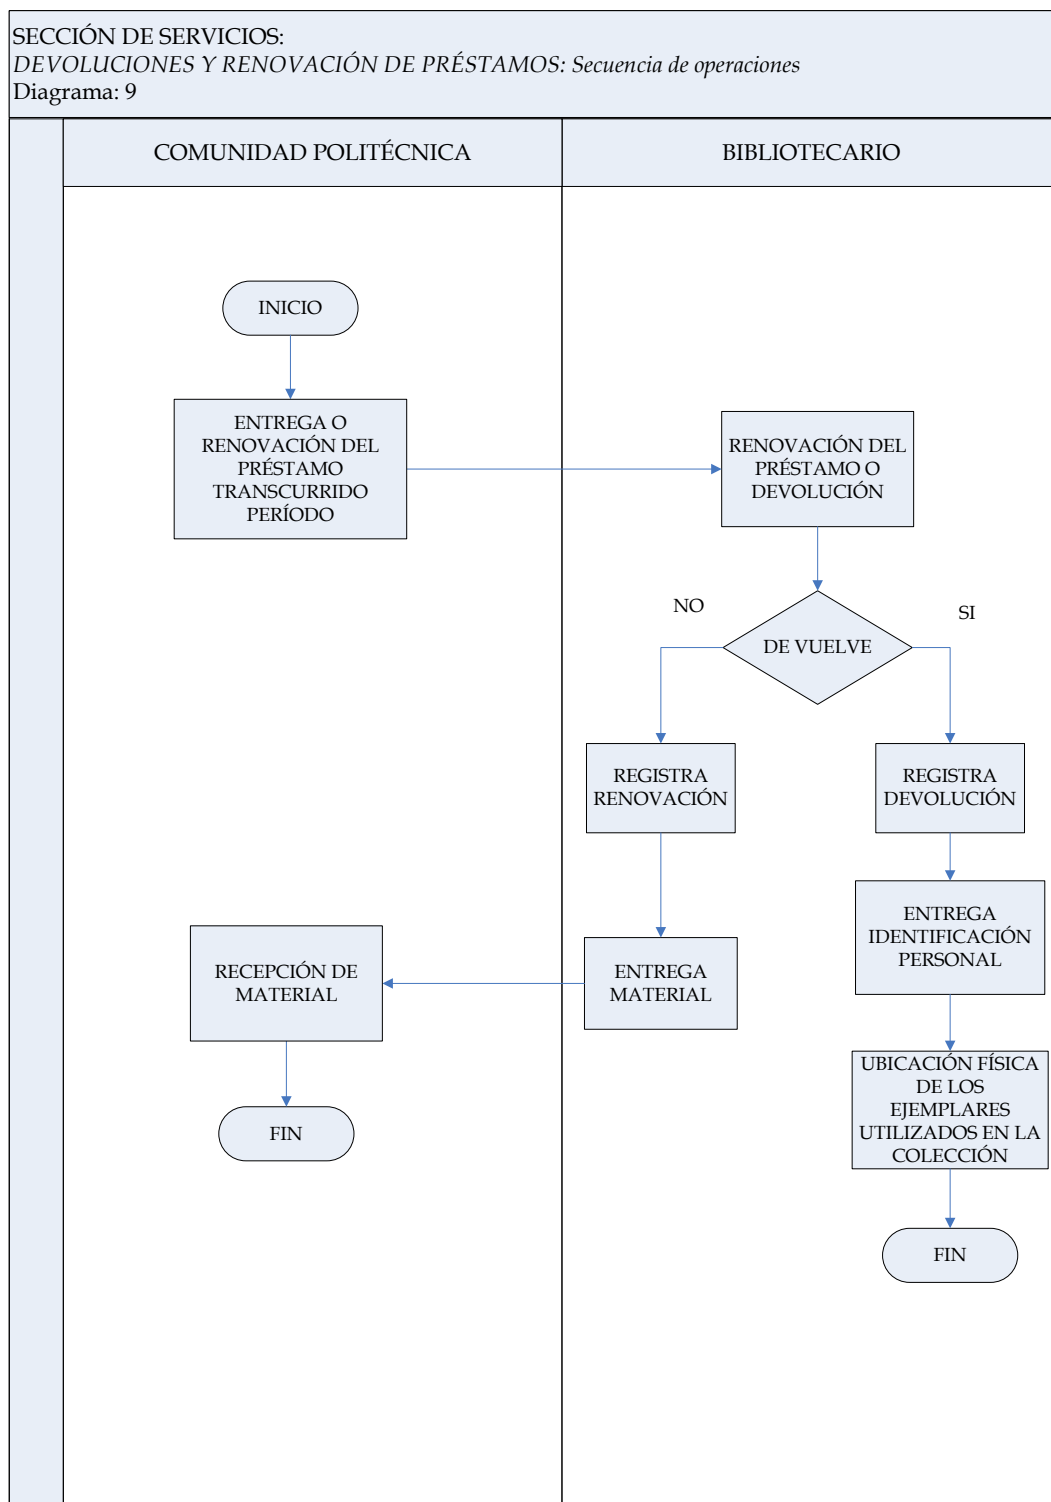 SECCIÓN DE SERVICIOS:
DEVOLUCIONES Y RENOVACIÓN DE PRÉSTAMOS: Secuencia de operaciones
Diagrama: 9
COMUNIDAD POLITÉCNICA
BIBLIOTECARIO
INICIO
ENTREGA O
RENOVACIÓN DEL
PRÉSTAMO
TRANSCURRIDO
PERÍODO
RENOVACIÓN DEL
PRÉSTAMO O
DEVOLUCIÓN
NO
SI
DE VUELVE
REGISTRA
RENOVACIÓN
REGISTRA
DEVOLUCIÓN
ENTREGA
IDENTIFICACIÓN
PERSONAL
RECEPCIÓN DE
MATERIAL
ENTREGA
MATERIAL
UBICACIÓN FÍSICA
DE LOS
EJEMPLARES
UTILIZADOS EN LA
COLECCIÓN
FIN
FIN